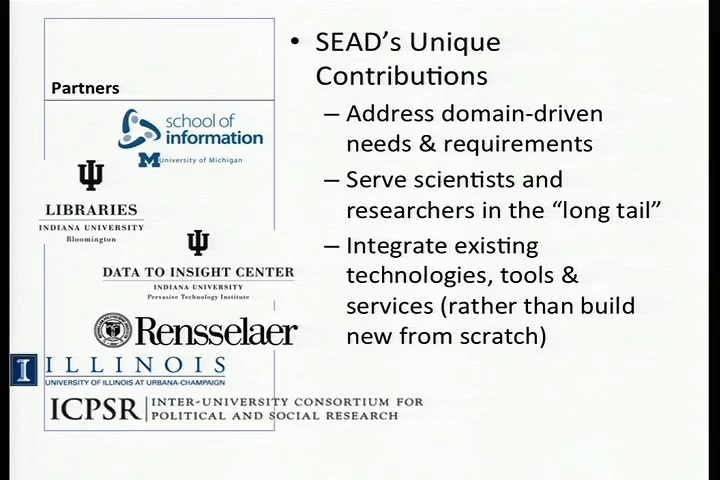 Partners
school of
information
M University of Michigan
LIBRARIES
INDIANA UNIVERSITY
Bloomington
DATA TO INSIGHT CENTER
INDIANA UNIVERSITY
Pervasive Technology Institute
Rensselaer
I ILLINOIS
UNIVERSITY OF ILLINOIS AT URBANA-CHAMPAIGN
ICPSR INTER-UNIVERSITY CONSORTIUM FOR
POLITICAL AND SOCIAL RESEARCH
• SEAD’s Unique
Contributions
– Address domain-driven
needs & requirements
– Serve scientists and
researchers in the “long tail”
– Integrate existing
technologies, tools &
services (rather than build
new from scratch)